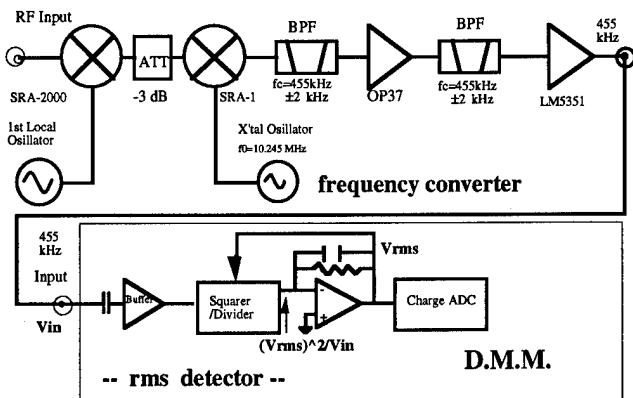 RF Input
BPF
BPF
455
kHz
ATT
SRA-2000
-3 dB
SRA-1
fc=455kHz
±2 kHz
OP37
fc=455kHz
±2 kHz
LM5351
1st Local
Osillator
X'tal Osillator
f0=10.245 MHz
frequency converter
455
kHz
Input
Vin
Buffer
Squarer
/Divider
Vrms
-
+
Charge ADC
(Vrms)^2/Vin
D.M.M.
-- rms detector --